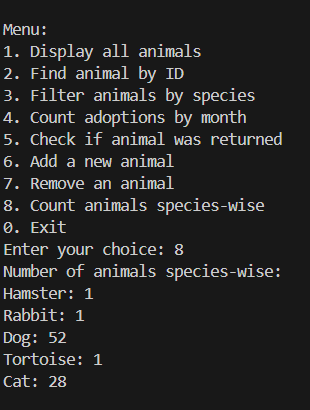 Menu:
1. Display all animals
2. Find animal by ID
3. Filter animals by species
4. Count adoptions by month
5. Check if animal was returned
6. Add a new animal
7. Remove an animal
8. Count animals species-wise
0. Exit
Enter your choice: 8
Number of animals species-wise:
Hamster: 1
Rabbit: 1
Dog: 52
Tortoise: 1
Cat: 28